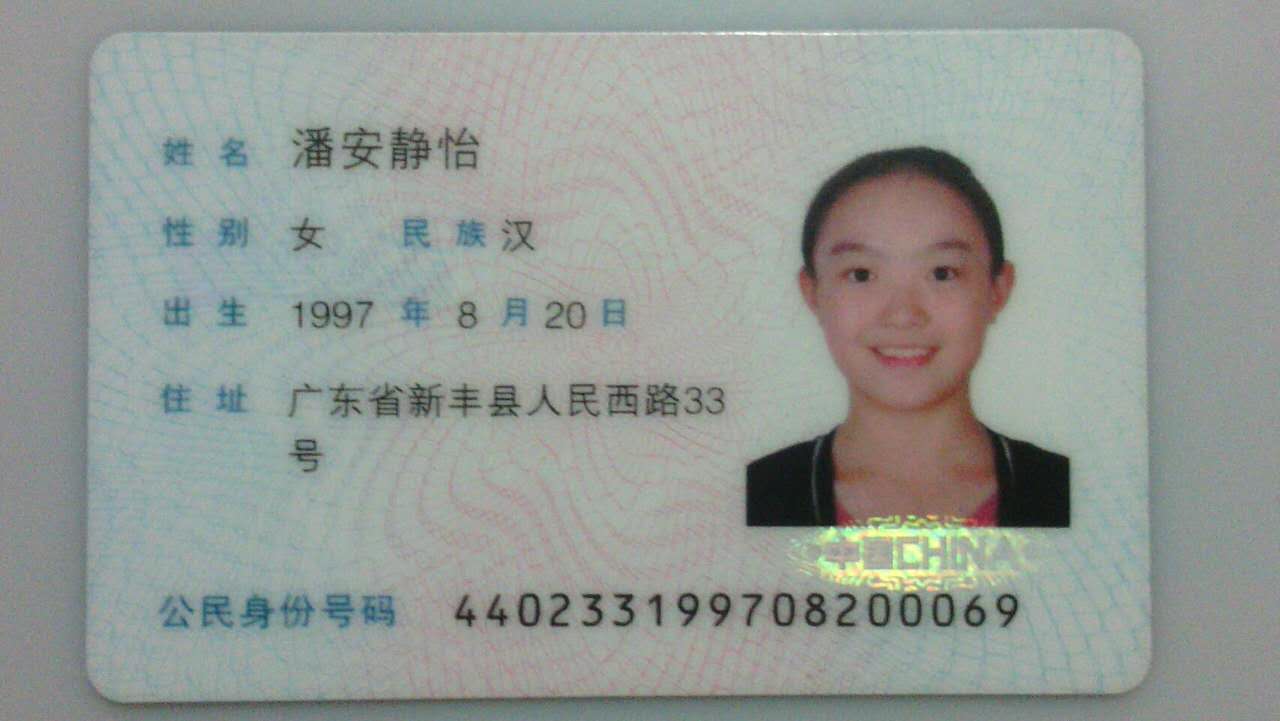 姓名 潘安静怡
性别 女 民族 汉
出生 1997 年 8 月 20 日
住址 广东省新丰县人民西路33
号
中国CHINA
公民身份号码 440233199708200069